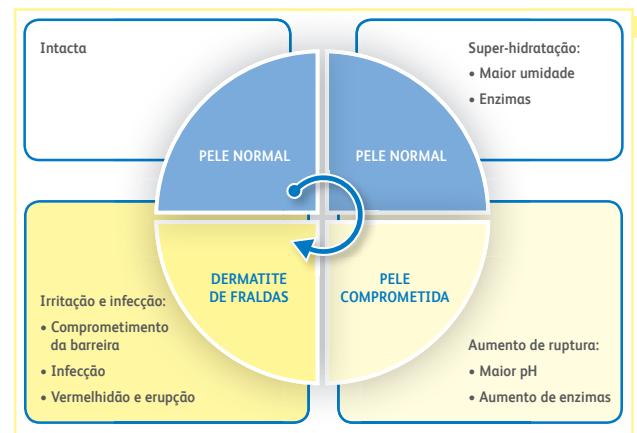 Intacta
PELE NORMAL
Super-hidratação:
• Maior umidade
• Enzimas
PELE NORMAL
PELE
COMPROMETIDA
Aumento de ruptura:
• Maior pH
• Aumento de enzimas
DERMATITE
DE FRALDAS
Irritação e infecção:
• Comprometimento
da barreira
• Infecção
• Vermelhidão e erupção